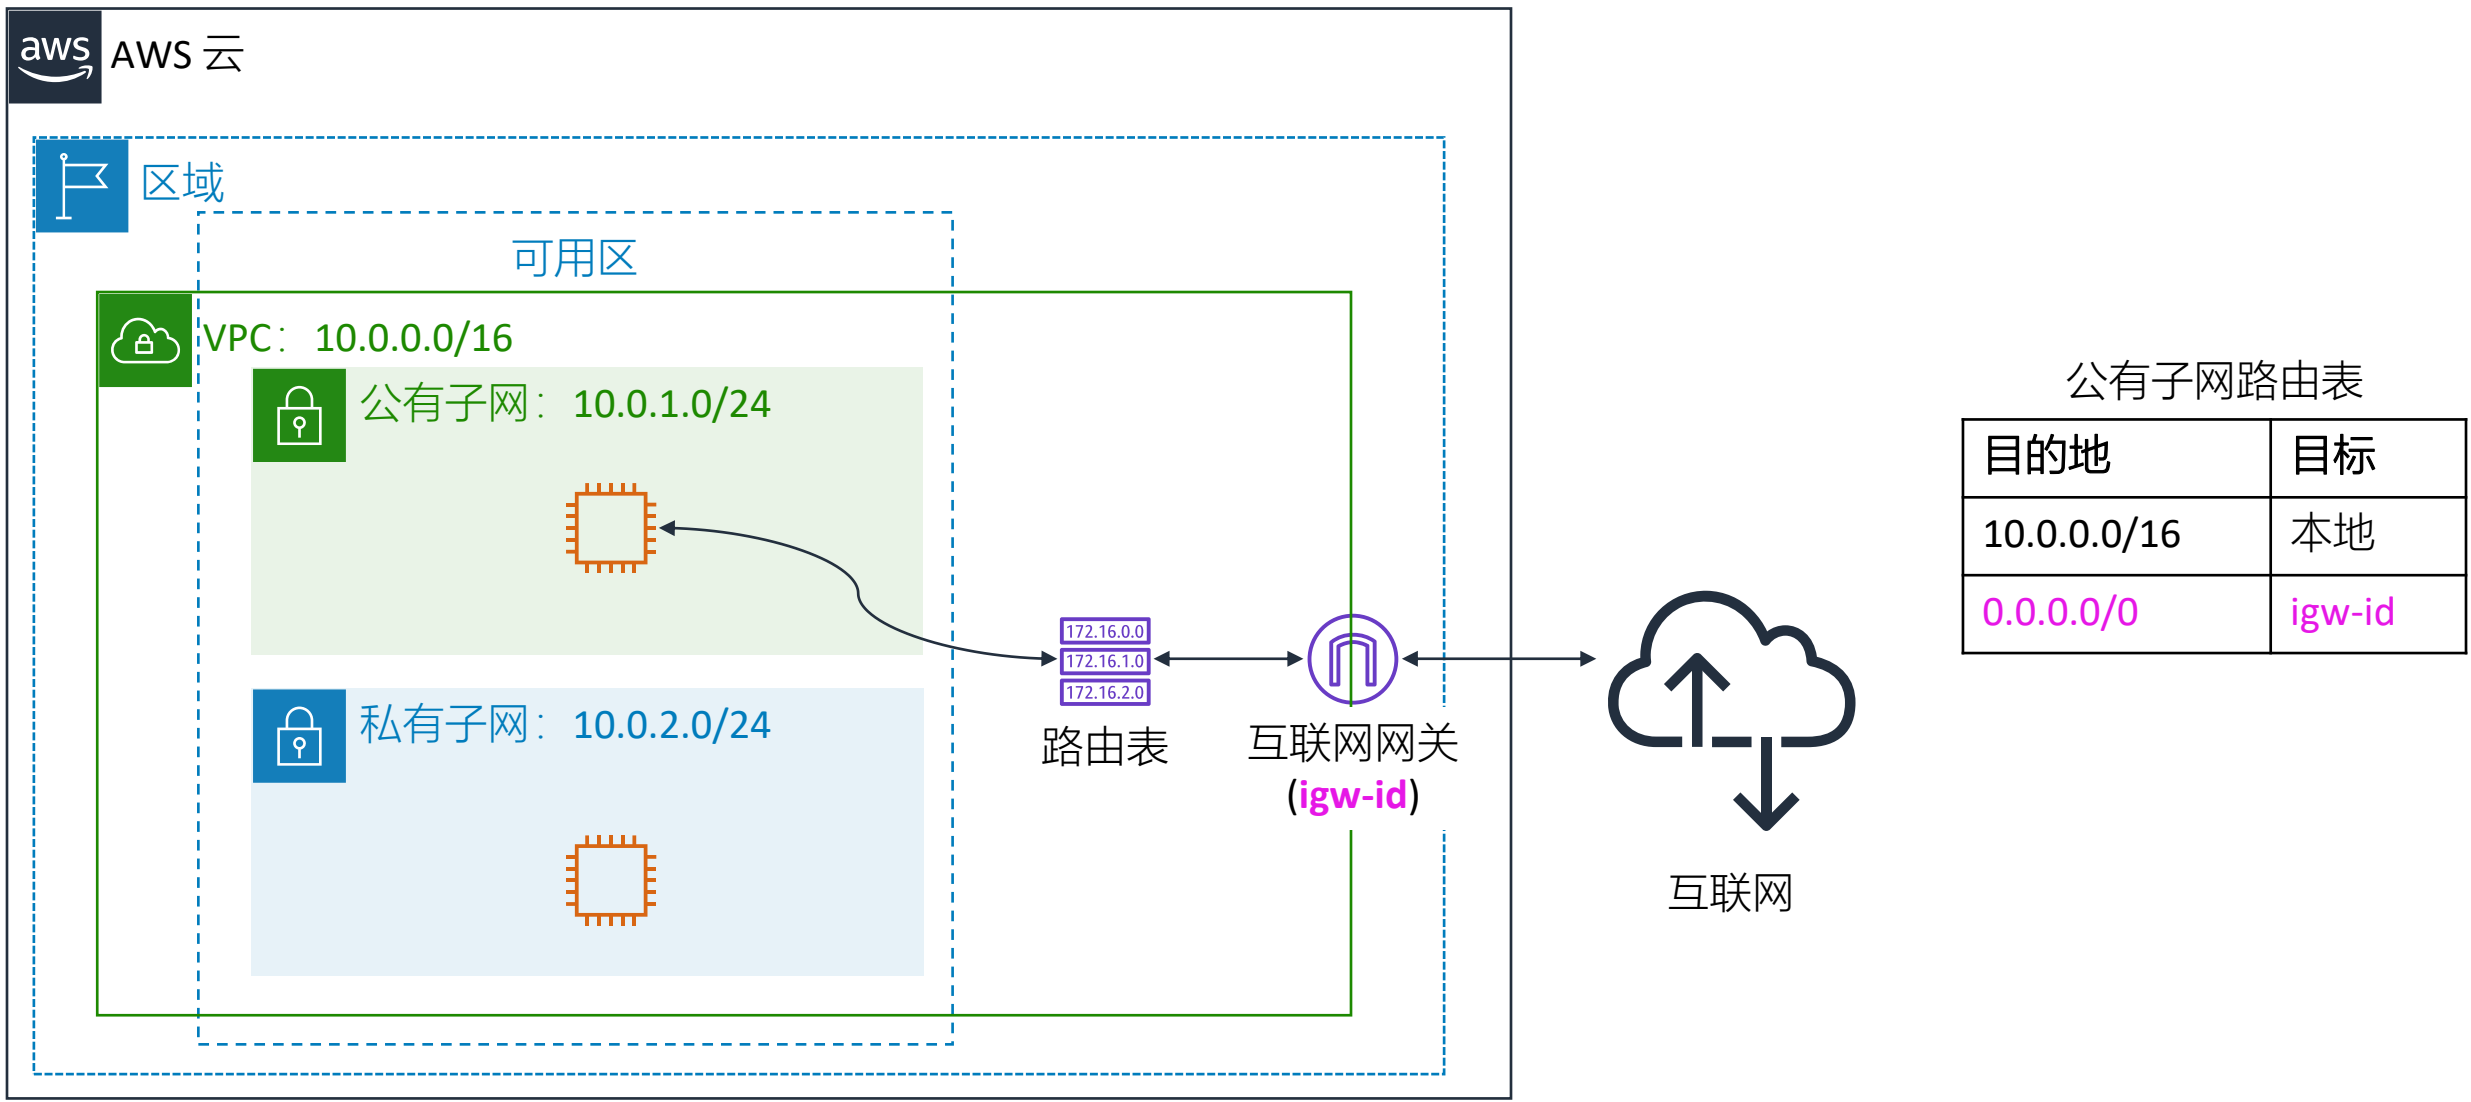 aws
AWS 云
区域
可用区
VPC：10.0.0.0/16
公有子网：10.0.1.0/24
172.16.0.0
172.16.1.0
172.16.2.0
路由表
互联网网关
(igw-id)
私有子网：10.0.2.0/24
互联网
公有子网路由表
目的地 目标
10.0.0.0/16 本地
0.0.0.0/0 igw-id